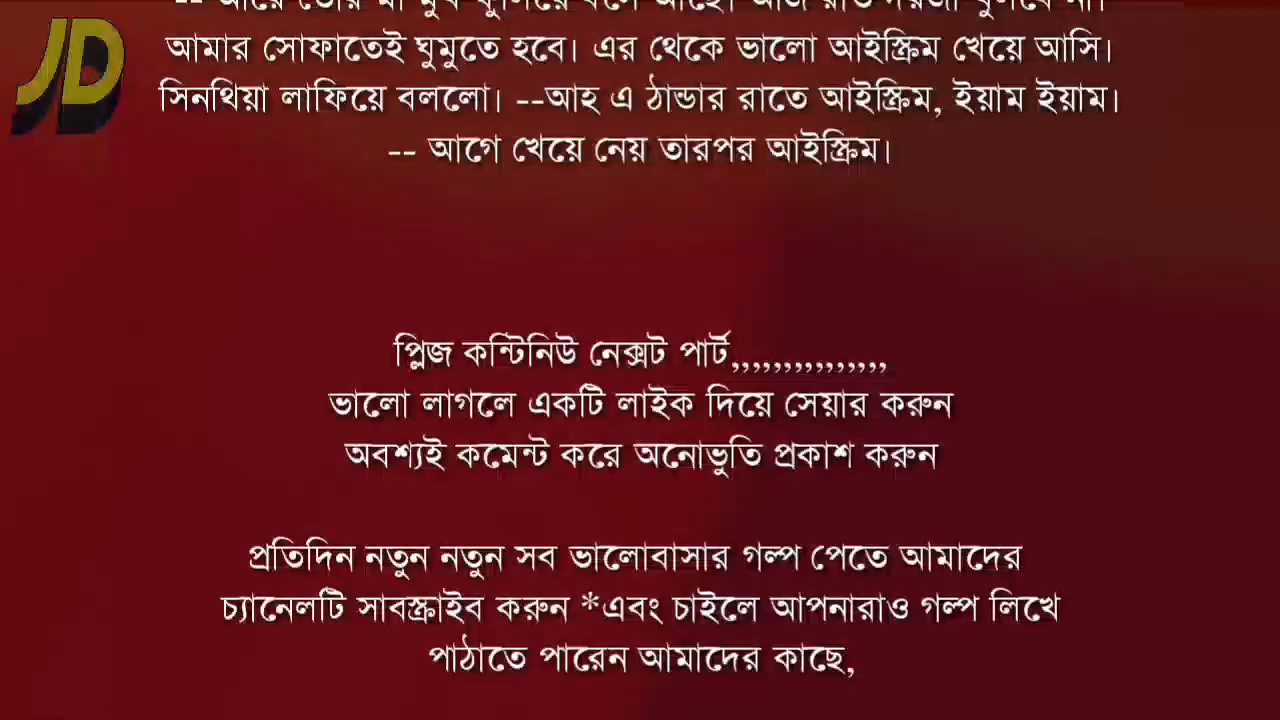 JD
আমার সোফাতেই ঘুমুতে হবে। এর থেকে ভালো আইস্ক্রিম খেয়ে আসি।
সিনথিয়া লাফিয়ে বললো। --আহ এ ঠান্ডার রাতে আইস্ক্রিম, ইয়াম ইয়াম।
-- আগে খেয়ে নেয় তারপর আইস্ক্রিম।
প্লিজ কন্টিনিউ নেক্সট পার্ট,,,,,,,,,,,,,,,
ভালো লাগলে একটি লাইক দিয়ে সেয়ার করুন
অবশ্যই কমেন্ট করে অনোভুতি প্রকাশ করুন
প্রতিদিন নতুন নতুন সব ভালোবাসার গল্প পেতে আমাদের
চ্যানেলটি সাবস্ক্রাইব করুন *এবং চাইলে আপনারাও গল্প লিখে
পাঠাতে পারেন আমাদের কাছে,